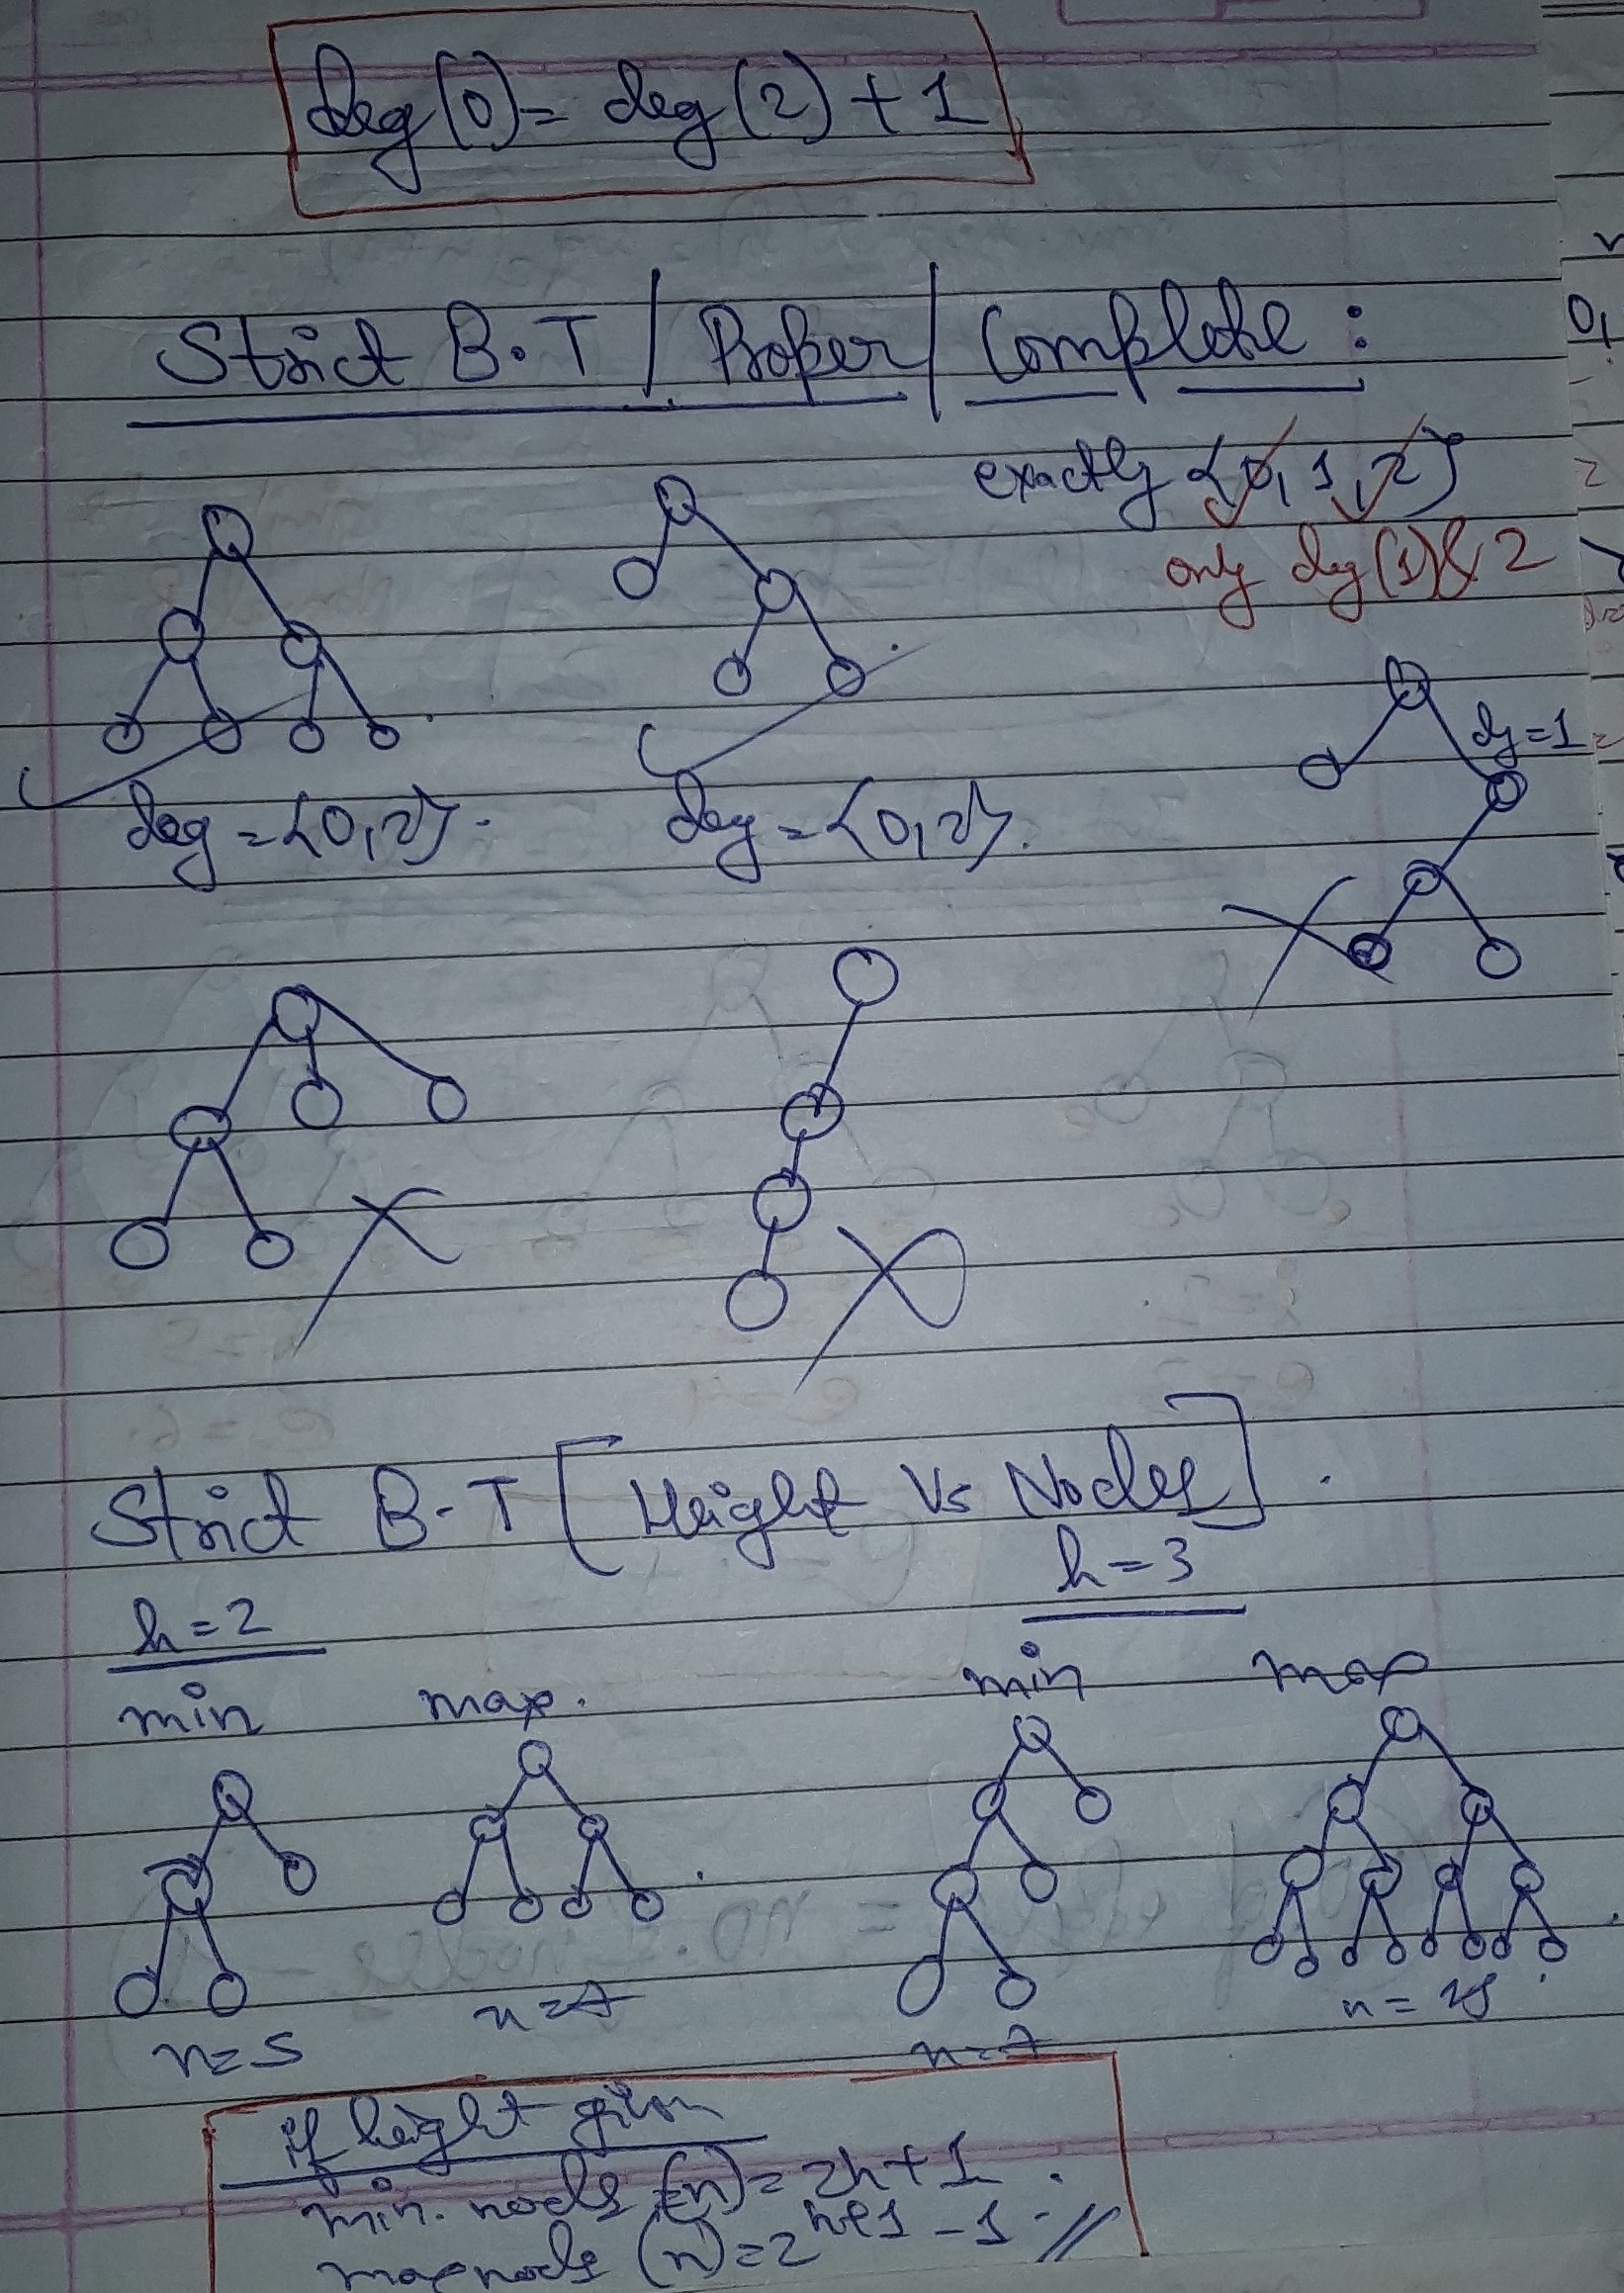 deg(0) = deg(2) + 1
Strict B.T / Proper / Complete :
exactly {0, 1, 2}
only deg(1) & 2
deg = 1
deg = {0, 2}.
deg = {0, 2}.
Strict B-T [Height Vs Nodes].
h = 2
h = 3
min
max.
min
max
n = 5
n = 7
n = 7
n = 15
if height given
min. nodes (n) = 2h + 1.
max nodes (n) = 2^{h+1} - 1. //